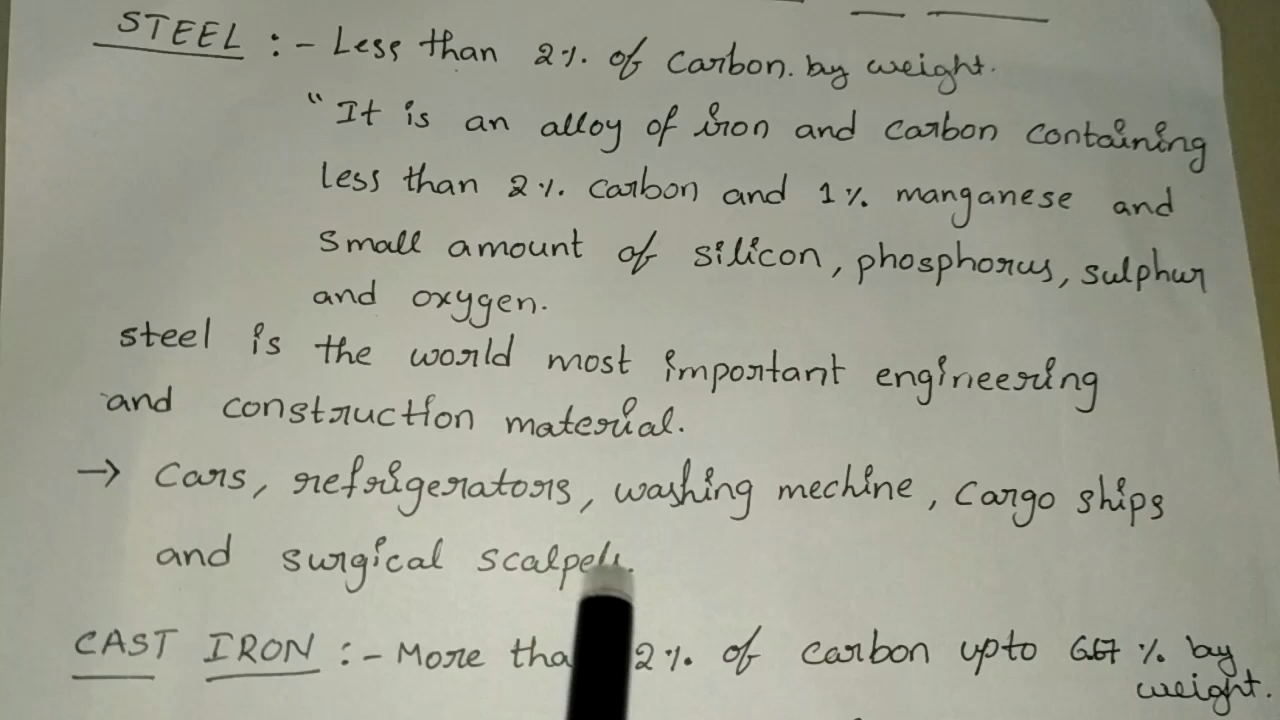 STEEL :- Less than 2%. of Carbon. by weight.
"It is an alloy of iron and carbon containing
less than 2%. carbon and 1% manganese and
small amount of silicon, phosphorus, sulphur
and oxygen.
steel is the world most important engineering
and construction material.
→ Cars, refrigerators, washing mechine, Cargo ships
and surgical scalpels.
CAST IRON :- More than 2%. of carbon upto 6.67 % by
weight.